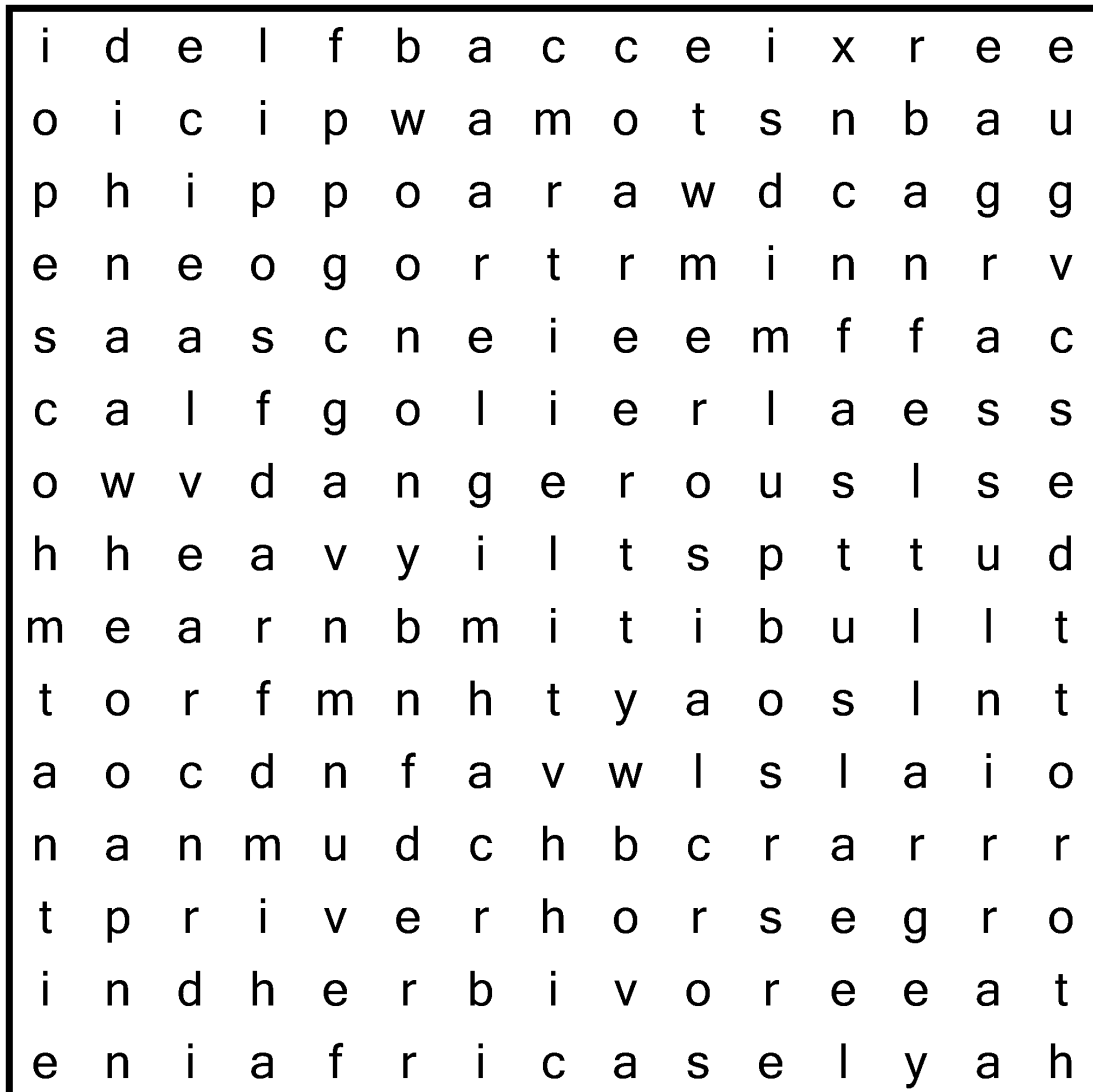 i d e l f b a c c e i x r e e
o i c i p w a m o t s n b a u
p h i p p o a r a w d c a g g
e n e o g o r t r m i n n r v
s a a s c n e i e e m f f a c
c a l f g o l i e r l a e s s
o w v d a n g e r o u s l s e
h h e a v y i l t s p t t u d
m e a r n b m i t i b u l l t
t o r f m n h t y a o s l n t
a o c d n f a v w l s l a i o
n a n m u d c h b c r a r r r
t p r i v e r h o r s e g r o
i n d h e r b i v o r e e a t
e n i a f r i c a s e l y a h